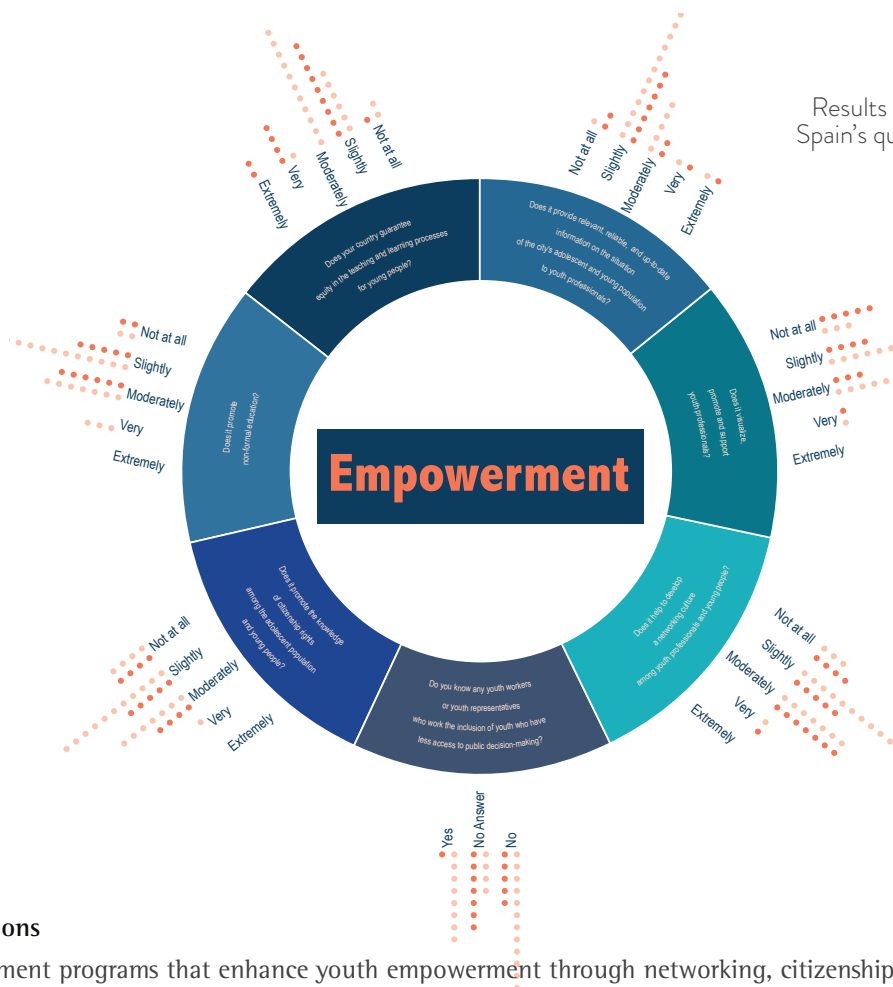 Results
Spain's qu
Not at all
Slightly
Moderately
Very
Extremely
Does your country guarantee
equity in the teaching and learning processes
for young people?
Not at all
Slightly
Moderately
Very
Extremely
Does it provide relevant, reliable, and up-to-date
information on the situation
of the city's adolescent and young population
to youth professionals?
Not at all
Slightly
Moderately
Very
Extremely
Does it visualize,
promote and support
youth professionals?
Not at all
Slightly
Moderately
Very
Extremely
Does it promote
non-formal education?
Empowerment
Not at all
Slightly
Moderately
Very
Extremely
Does it help to develop
a networking culture
among youth professionals and young people?
Not at all
Slightly
Moderately
Very
Extremely
Does it promote the knowledge
of citizenship rights
among the adolescent population
and young people?
Do you know any youth workers
or youth representatives
who work the inclusion of youth who have
less access to public decision-making?
Yes
No Answer
No
ons
ment programs that enhance youth empowerment through networking, citizenship